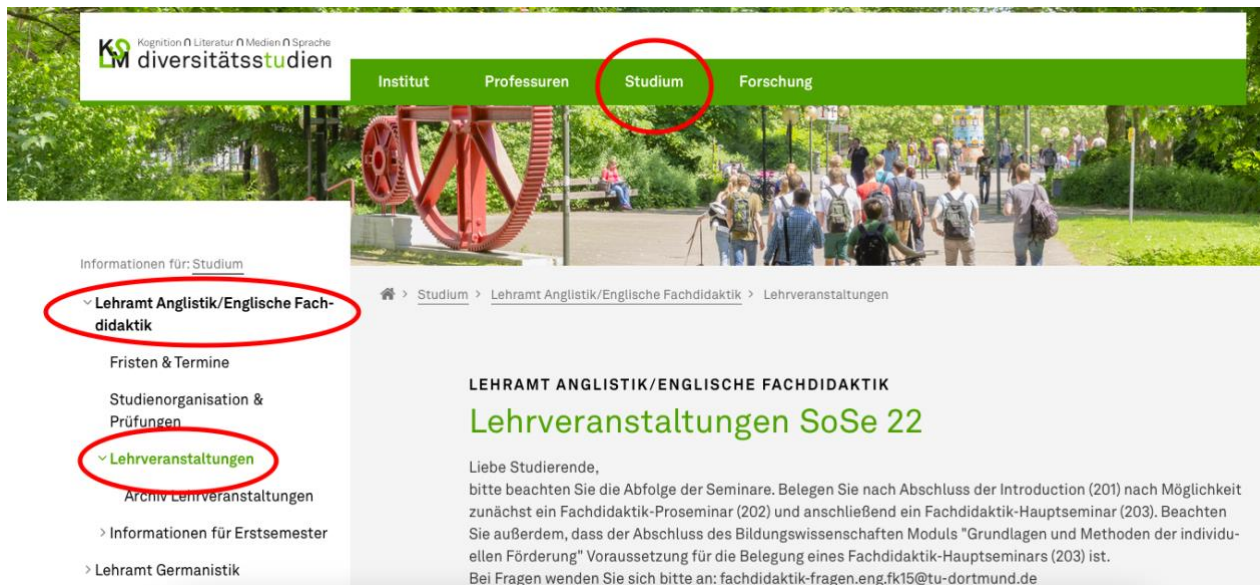 Kognition ∩ Literatur ∩ Medien ∩ Sprache
KLSM diversitätsstudien
Institut Professuren Studium Forschung
Informationen für: Studium
Lehramt Anglistik/Englische Fach-
didaktik
Fristen & Termine
Studienorganisation &
Prüfungen
Lehrveranstaltungen
Archiv Lehrveranstaltungen
> Informationen für Erstsemester
> Lehramt Germanistik
> Studium > Lehramt Anglistik/Englische Fachdidaktik > Lehrveranstaltungen
LEHRAMT ANGLISTIK/ENGLISCHE FACHDIDAKTIK
Lehrveranstaltungen SoSe 22
Liebe Studierende,
bitte beachten Sie die Abfolge der Seminare. Belegen Sie nach Abschluss der Introduction (201) nach Möglichkeit
zunächst ein Fachdidaktik-Proseminar (202) und anschließend ein Fachdidaktik-Hauptseminar (203). Beachten
Sie außerdem, dass der Abschluss des Bildungswissenschaften Moduls "Grundlagen und Methoden der individu-
ellen Förderung" Voraussetzung für die Belegung eines Fachdidaktik-Hauptseminars (203) ist.
Bei Fragen wenden Sie sich bitte an: fachdidaktik-fragen.eng.fk15@tu-dortmund.de